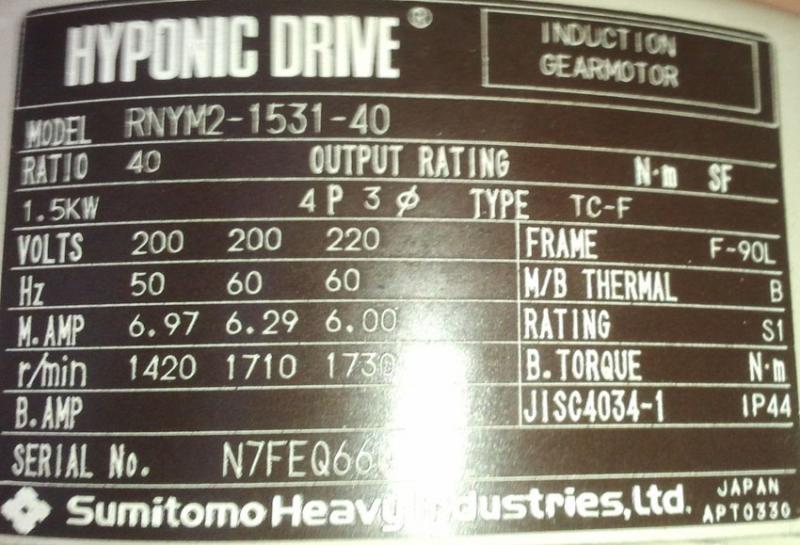 HYPONIC DRIVE®
INDUCTION
GEARMOTOR
MODEL RNYM2-1531-40
RATIO 40 OUTPUT RATING N·m SF
1.5KW 4P 3φ TYPE TC-F
VOLTS 200 200 220 FRAME F-90L
Hz 50 60 60 M/B THERMAL B
M.AMP 6.97 6.29 6.00 RATING S1
r/min 1420 1710 1730 B.TORQUE N·m
B.AMP JISC4034-1 IP44
SERIAL No.
Sumitomo Heavy Industries,Ltd. JAPAN
APT0330